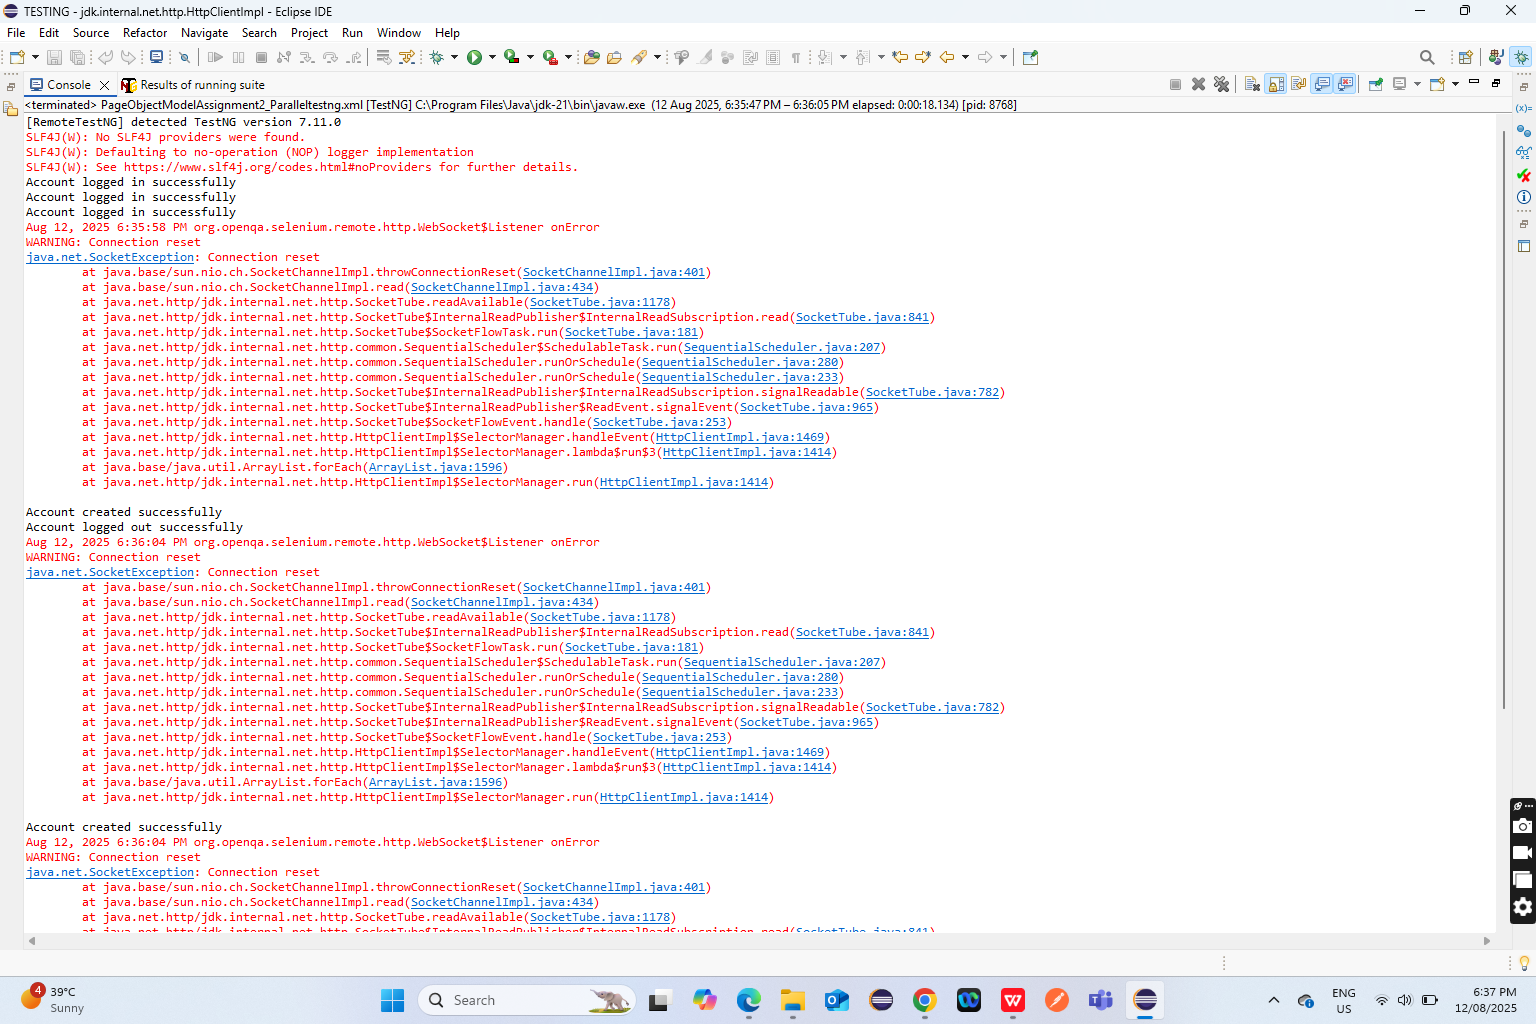 TESTING - jdk.internal.net.http.HttpClientImpl - Eclipse IDE
File Edit Source Refactor Navigate Search Project Run Window Help
Console Results of running suite
<terminated> PageObjectModelAssignment2_Paralleltestng.xml [TestNG] C:\Program Files\Java\jdk-21\bin\javaw.exe (12 Aug 2025, 6:35:47 PM – 6:36:05 PM elapsed: 0:00:18.134) [pid: 8768]
[RemoteTestNG] detected TestNG version 7.11.0
SLF4J(W): No SLF4J providers were found.
SLF4J(W): Defaulting to no-operation (NOP) logger implementation
SLF4J(W): See https://www.slf4j.org/codes.html#noProviders for further details.
Account logged in successfully
Account logged in successfully
Account logged in successfully
Aug 12, 2025 6:35:58 PM org.openqa.selenium.remote.http.WebSocket$Listener onError
WARNING: Connection reset
java.net.SocketException: Connection reset
at java.base/sun.nio.ch.SocketChannelImpl.throwConnectionReset(SocketChannelImpl.java:401)
at java.base/sun.nio.ch.SocketChannelImpl.read(SocketChannelImpl.java:434)
at java.net.http/jdk.internal.net.http.SocketTube.readAvailable(SocketTube.java:1178)
at java.net.http/jdk.internal.net.http.SocketTube$InternalReadPublisher$InternalReadSubscription.read(SocketTube.java:841)
at java.net.http/jdk.internal.net.http.SocketTube$SocketFlowTask.run(SocketTube.java:181)
at java.net.http/jdk.internal.net.http.common.SequentialScheduler$SchedulableTask.run(SequentialScheduler.java:207)
at java.net.http/jdk.internal.net.http.common.SequentialScheduler.runOrSchedule(SequentialScheduler.java:280)
at java.net.http/jdk.internal.net.http.common.SequentialScheduler.runOrSchedule(SequentialScheduler.java:233)
at java.net.http/jdk.internal.net.http.SocketTube$InternalReadPublisher$InternalReadSubscription.signalReadable(SocketTube.java:782)
at java.net.http/jdk.internal.net.http.SocketTube$InternalReadPublisher$ReadEvent.signalEvent(SocketTube.java:965)
at java.net.http/jdk.internal.net.http.SocketTube$SocketFlowEvent.handle(SocketTube.java:253)
at java.net.http/jdk.internal.net.http.HttpClientImpl$SelectorManager.handleEvent(HttpClientImpl.java:1469)
at java.net.http/jdk.internal.net.http.HttpClientImpl$SelectorManager.lambda$run$3(HttpClientImpl.java:1414)
at java.base/java.util.ArrayList.forEach(ArrayList.java:1596)
at java.net.http/jdk.internal.net.http.HttpClientImpl$SelectorManager.run(HttpClientImpl.java:1414)
Account created successfully
Account logged out successfully
Aug 12, 2025 6:36:04 PM org.openqa.selenium.remote.http.WebSocket$Listener onError
WARNING: Connection reset
java.net.SocketException: Connection reset
at java.base/sun.nio.ch.SocketChannelImpl.throwConnectionReset(SocketChannelImpl.java:401)
at java.base/sun.nio.ch.SocketChannelImpl.read(SocketChannelImpl.java:434)
at java.net.http/jdk.internal.net.http.SocketTube.readAvailable(SocketTube.java:1178)
at java.net.http/jdk.internal.net.http.SocketTube$InternalReadPublisher$InternalReadSubscription.read(SocketTube.java:841)
at java.net.http/jdk.internal.net.http.SocketTube$SocketFlowTask.run(SocketTube.java:181)
at java.net.http/jdk.internal.net.http.common.SequentialScheduler$SchedulableTask.run(SequentialScheduler.java:207)
at java.net.http/jdk.internal.net.http.common.SequentialScheduler.runOrSchedule(SequentialScheduler.java:280)
at java.net.http/jdk.internal.net.http.common.SequentialScheduler.runOrSchedule(SequentialScheduler.java:233)
at java.net.http/jdk.internal.net.http.SocketTube$InternalReadPublisher$InternalReadSubscription.signalReadable(SocketTube.java:782)
at java.net.http/jdk.internal.net.http.SocketTube$InternalReadPublisher$ReadEvent.signalEvent(SocketTube.java:965)
at java.net.http/jdk.internal.net.http.SocketTube$SocketFlowEvent.handle(SocketTube.java:253)
at java.net.http/jdk.internal.net.http.HttpClientImpl$SelectorManager.handleEvent(HttpClientImpl.java:1469)
at java.net.http/jdk.internal.net.http.HttpClientImpl$SelectorManager.lambda$run$3(HttpClientImpl.java:1414)
at java.base/java.util.ArrayList.forEach(ArrayList.java:1596)
at java.net.http/jdk.internal.net.http.HttpClientImpl$SelectorManager.run(HttpClientImpl.java:1414)
Account created successfully
Aug 12, 2025 6:36:04 PM org.openqa.selenium.remote.http.WebSocket$Listener onError
WARNING: Connection reset
java.net.SocketException: Connection reset
at java.base/sun.nio.ch.SocketChannelImpl.throwConnectionReset(SocketChannelImpl.java:401)
at java.base/sun.nio.ch.SocketChannelImpl.read(SocketChannelImpl.java:434)
at java.net.http/jdk.internal.net.http.SocketTube.readAvailable(SocketTube.java:1178)
at java.net.http/jdk.internal.net.http.SocketTube$InternalReadPublisher$InternalReadSubscription.read(SocketTube.java:841)
4
39°C
Sunny
Search
ENG
US
6:37 PM
12/08/2025